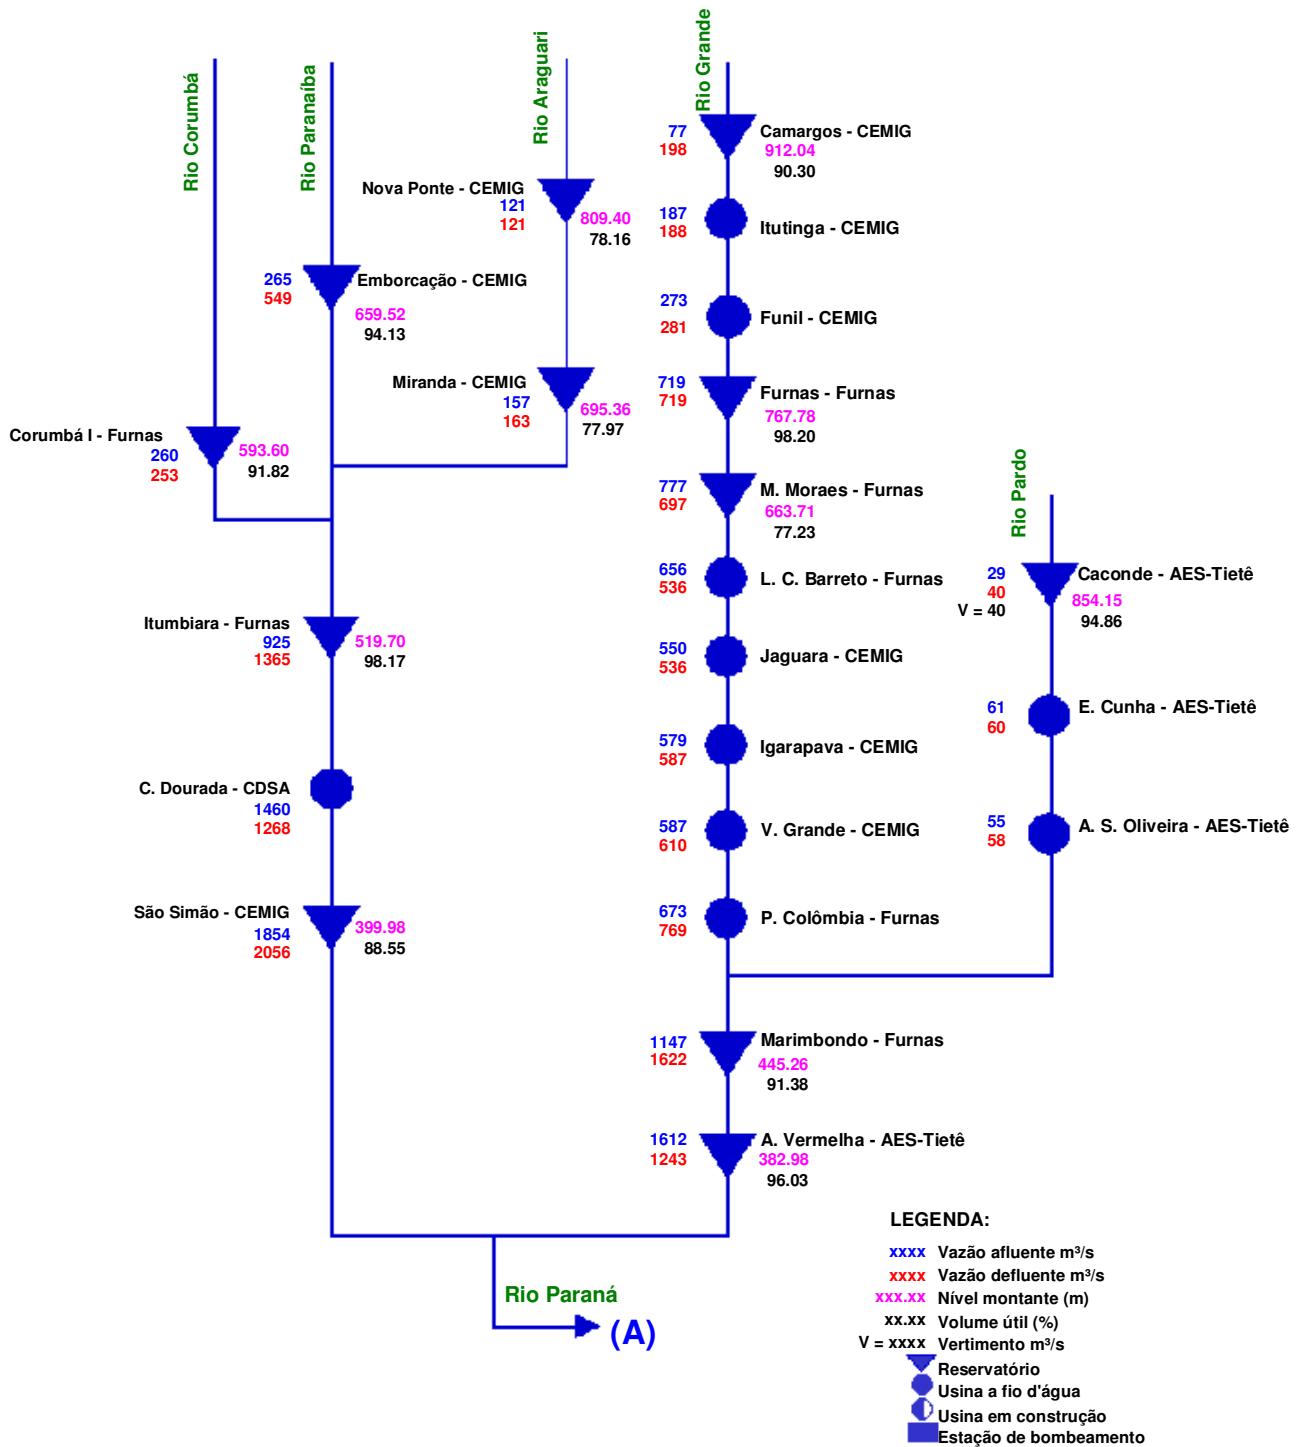 Rio Corumbá
Rio Paranaíba
Rio Araguari
Rio Grande
77
198
Camargos - CEMIG
912.04
90.30
Nova Ponte - CEMIG
121
121
809.40
78.16
187
188
Itutinga - CEMIG
265
549
Emborcação - CEMIG
659.52
94.13
273
281
Funil - CEMIG
Miranda - CEMIG
157
163
695.36
77.97
719
719
Furnas - Furnas
767.78
98.20
Corumbá I - Furnas
260
253
593.60
91.82
777
697
M. Moraes - Furnas
663.71
77.23
Rio Pardo
656
536
L. C. Barreto - Furnas
29
40
V = 40
Caconde - AES-Tietê
854.15
94.86
Itumbiara - Furnas
925
1365
519.70
98.17
550
536
Jaguara - CEMIG
61
60
E. Cunha - AES-Tietê
579
587
Igarapava - CEMIG
C. Dourada - CDSA
1460
1268
587
610
V. Grande - CEMIG
55
58
A. S. Oliveira - AES-Tietê
São Simão - CEMIG
1854
2056
399.98
88.55
673
769
P. Colômbia - Furnas
1147
1622
Marimbondo - Furnas
445.26
91.38
1612
1243
A. Vermelha - AES-Tietê
382.98
96.03
Rio Paraná
(A)
LEGENDA:
xxxx Vazão afluente m³/s
xxxx Vazão defluente m³/s
xxx.xx Nível montante (m)
xx.xx Volume útil (%)
V = xxxx Vertimento m³/s
Reservatório
Usina a fio d'água
Usina em construção
Estação de bombeamento